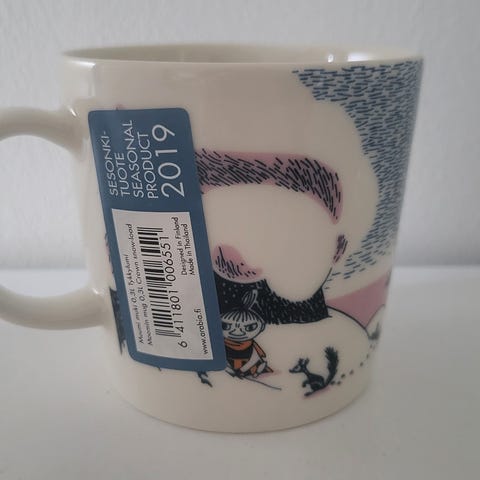 SESONKI-
TUOTE
SEASONAL
PRODUCT
2019
Muumi muki 0,3L Tykkylumi
Moomin mug 0,3L Crown snow-load
6 411801 006551
Designed in Finland
Made in Thailand
www.arabia.fi